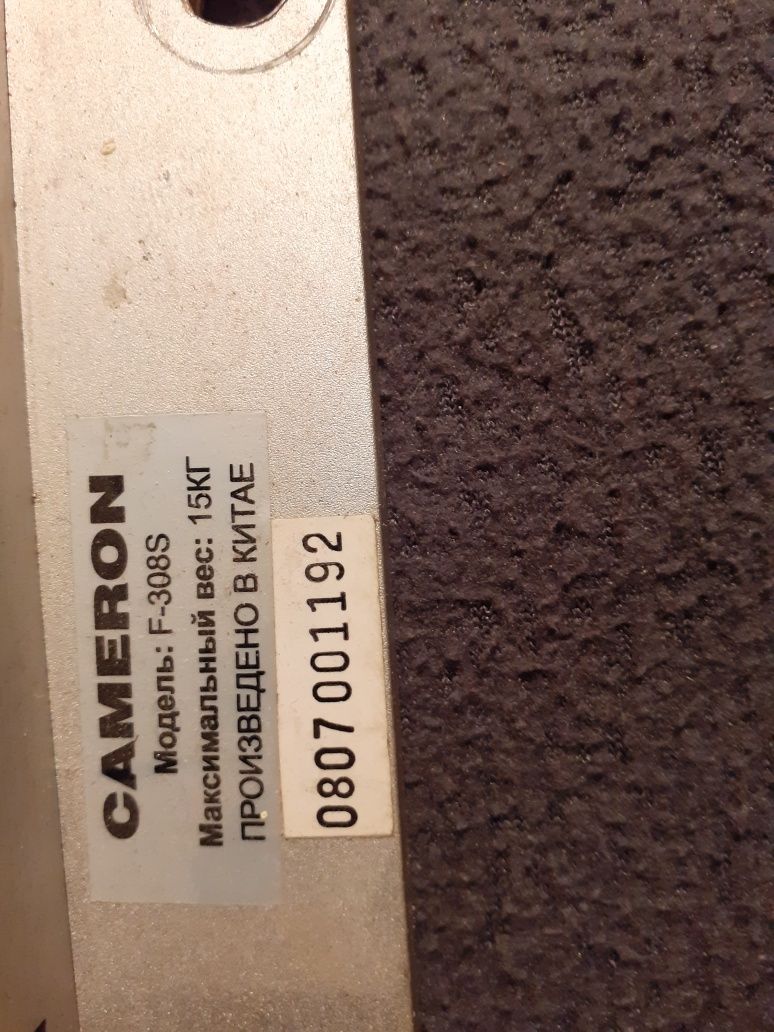 CAMERON
Модель: F-308S
Максимальный вес: 15КГ
ПРОИЗВЕДЕНО В КИТАЕ
0807001192